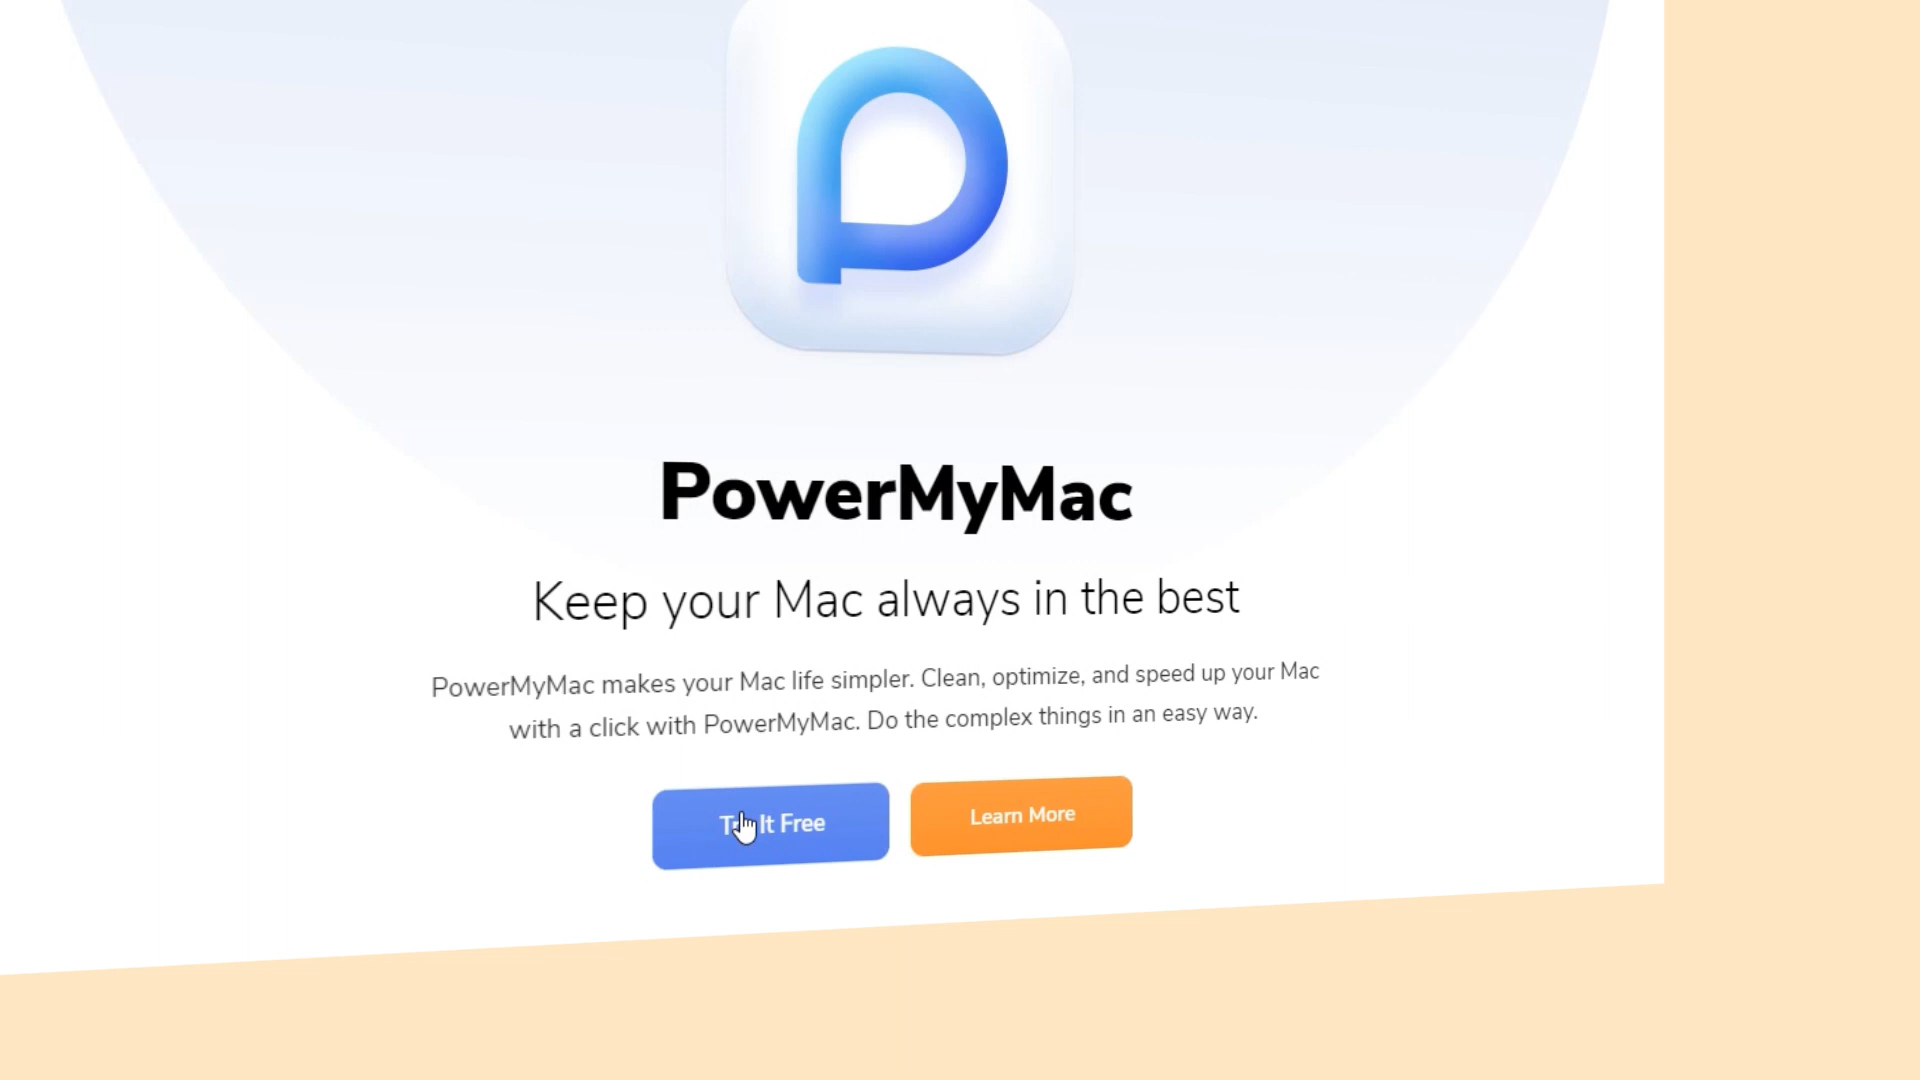 PowerMyMac
Keep your Mac always in the best
PowerMyMac makes your Mac life simpler. Clean, optimize, and speed up your Mac
with a click with PowerMyMac. Do the complex things in an easy way.
Try It Free
Learn More